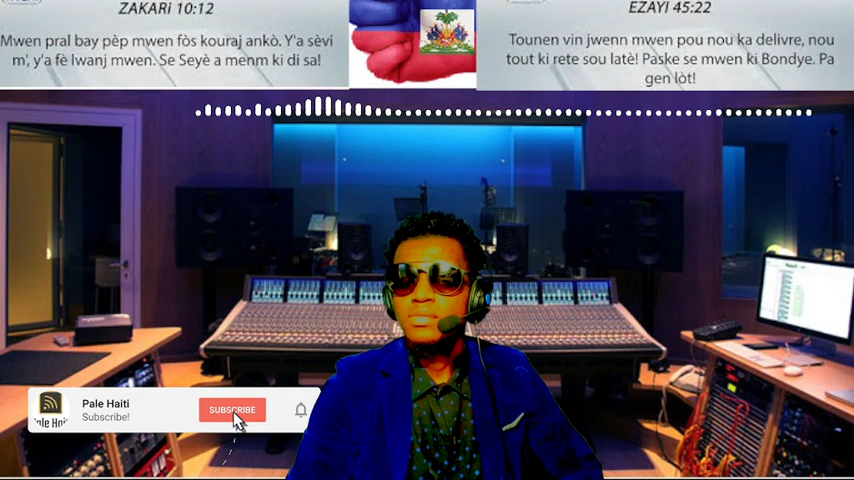 ZAKARI 10:12
Mwen pral bay pèp mwen fòs kouraj ankò. Y'a sèvi
m', y'a fè lwanj mwen. Se Seyè a menm ki di sa!
EZAYI 45:22
Tounen vin jwenn mwen pou nou ka delivre, nou
tout ki rete sou latè! Paske se mwen ki Bondye. Pa
gen lòt!
Pale Haiti
Subscribe!
SUBSCRIBE